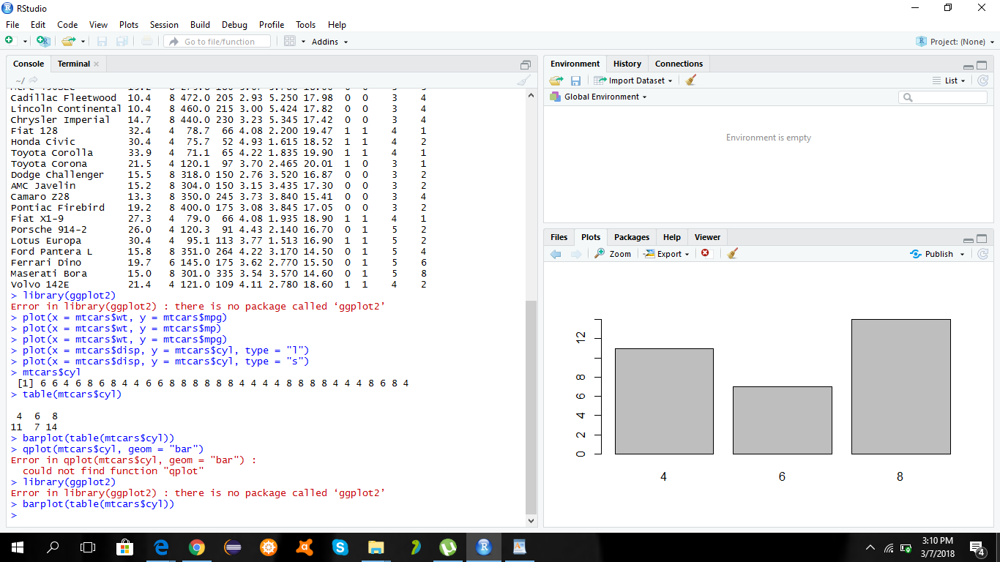 RStudio
File Edit Code View Plots Session Build Debug Profile Tools Help
Go to file/function
Addins
Project: (None)
Console Terminal
~/
Cadillac Fleetwood 10.4 8 472.0 205 2.93 5.250 17.98 0 0 3 4
Lincoln Continental 10.4 8 460.0 215 3.00 5.424 17.82 0 0 3 4
Chrysler Imperial 14.7 8 440.0 230 3.23 5.345 17.42 0 0 3 4
Fiat 128 32.4 4 78.7 66 4.08 2.200 19.47 1 1 4 1
Honda Civic 30.4 4 75.7 52 4.93 1.615 18.52 1 1 4 2
Toyota Corolla 33.9 4 71.1 65 4.22 1.835 19.90 1 1 4 1
Toyota Corona 21.5 4 120.1 97 3.70 2.465 20.01 1 0 3 1
Dodge Challenger 15.5 8 318.0 150 2.76 3.520 16.87 0 0 3 2
AMC Javelin 15.2 8 304.0 150 3.15 3.435 17.30 0 0 3 2
Camaro Z28 13.3 8 350.0 245 3.73 3.840 15.41 0 0 3 4
Pontiac Firebird 19.2 8 400.0 175 3.08 3.845 17.05 0 0 3 2
Fiat X1-9 27.3 4 79.0 66 4.08 1.935 18.90 1 1 4 1
Porsche 914-2 26.0 4 120.3 91 4.43 2.140 16.70 0 1 5 2
Lotus Europa 30.4 4 95.1 113 3.77 1.513 16.90 1 1 5 2
Ford Pantera L 15.8 8 351.0 264 4.22 3.170 14.50 0 1 5 4
Ferrari Dino 19.7 6 145.0 175 3.62 2.770 15.50 0 1 5 6
Maserati Bora 15.0 8 301.0 335 3.54 3.570 14.60 0 1 5 8
Volvo 142E 21.4 4 121.0 109 4.11 2.780 18.60 1 1 4 2
> library(ggplot2)
Error in library(ggplot2) : there is no package called ‘ggplot2’
> plot(x = mtcars$wt, y = mtcars$mpg)
> plot(x = mtcars$wt, y = mtcars$mp)
> plot(x = mtcars$wt, y = mtcars$mpg)
> plot(x = mtcars$disp, y = mtcars$cyl, type = "l")
> plot(x = mtcars$disp, y = mtcars$cyl, type = "s")
> mtcars$cyl
[1] 6 6 4 6 8 6 8 4 4 6 6 8 8 8 8 8 8 4 4 4 4 8 8 8 8 4 4 4 8 6 8 4
> table(mtcars$cyl)
4 6 8
11 7 14
> barplot(table(mtcars$cyl))
> qplot(mtcars$cyl, geom = "bar")
Error in qplot(mtcars$cyl, geom = "bar") :
could not find function "qplot"
> library(ggplot2)
Error in library(ggplot2) : there is no package called ‘ggplot2’
> barplot(table(mtcars$cyl))
>
Environment History Connections
Import Dataset
List
Global Environment
Environment is empty
Files Plots Packages Help Viewer
Zoom Export Publish
12
8
6
4
2
0
4 6 8
3:10 PM
3/7/2018
4